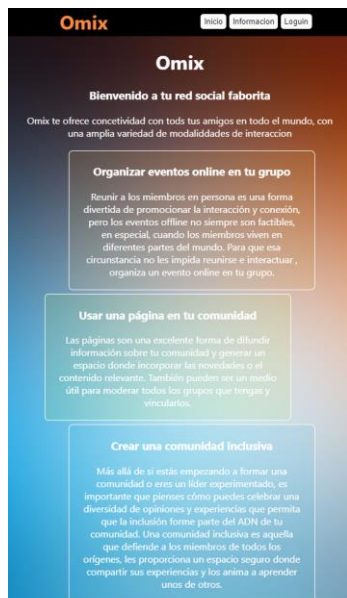 Omix
Inicio Informacion Loguin
Omix
Bienvenido a tu red social faborita
Omix te ofrece concetividad con tods tus amigos en todo el mundo, con
una amplia variedad de modaliddades de interaccion
Organizar eventos online en tu grupo
Reunir a los miembros en persona es una forma
divertida de promocionar la interacción y conexión,
pero los eventos offline no siempre son factibles,
en especial, cuando los miembros viven en
diferentes partes del mundo. Para que esa
circunstancia no les impida reunirse e interactuar ,
organiza un evento online en tu grupo.
Usar una página en tu comunidad
Las páginas son una excelente forma de difundir
información sobre tu comunidad y generar un
espacio donde incorporar las novedades o el
contenido relevante. También pueden ser un medio
útil para moderar todos los grupos que tengas y
vincularlos.
Crear una comunidad inclusiva
Más allá de si estás empezando a formar una
comunidad o eres un líder experimentado, es
importante que pienses cómo puedes celebrar una
diversidad de opiniones y experiencias que permita
que la inclusión forme parte del ADN de tu
comunidad. Una comunidad inclusiva es aquella
que defiende a los miembros de todos los
orígenes, les proporciona un espacio seguro donde
compartir sus experiencias y los anima a aprender
unos de otros.